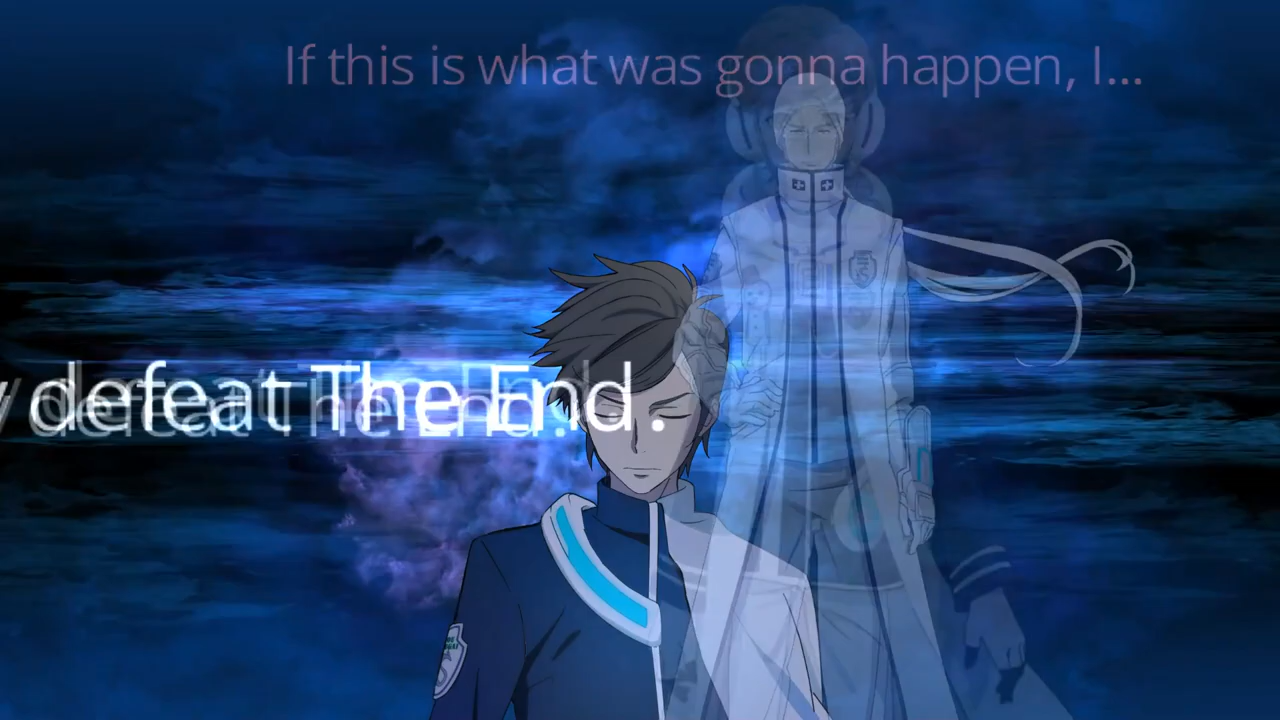 If this is what was gonna happen, I...
defeat The End.